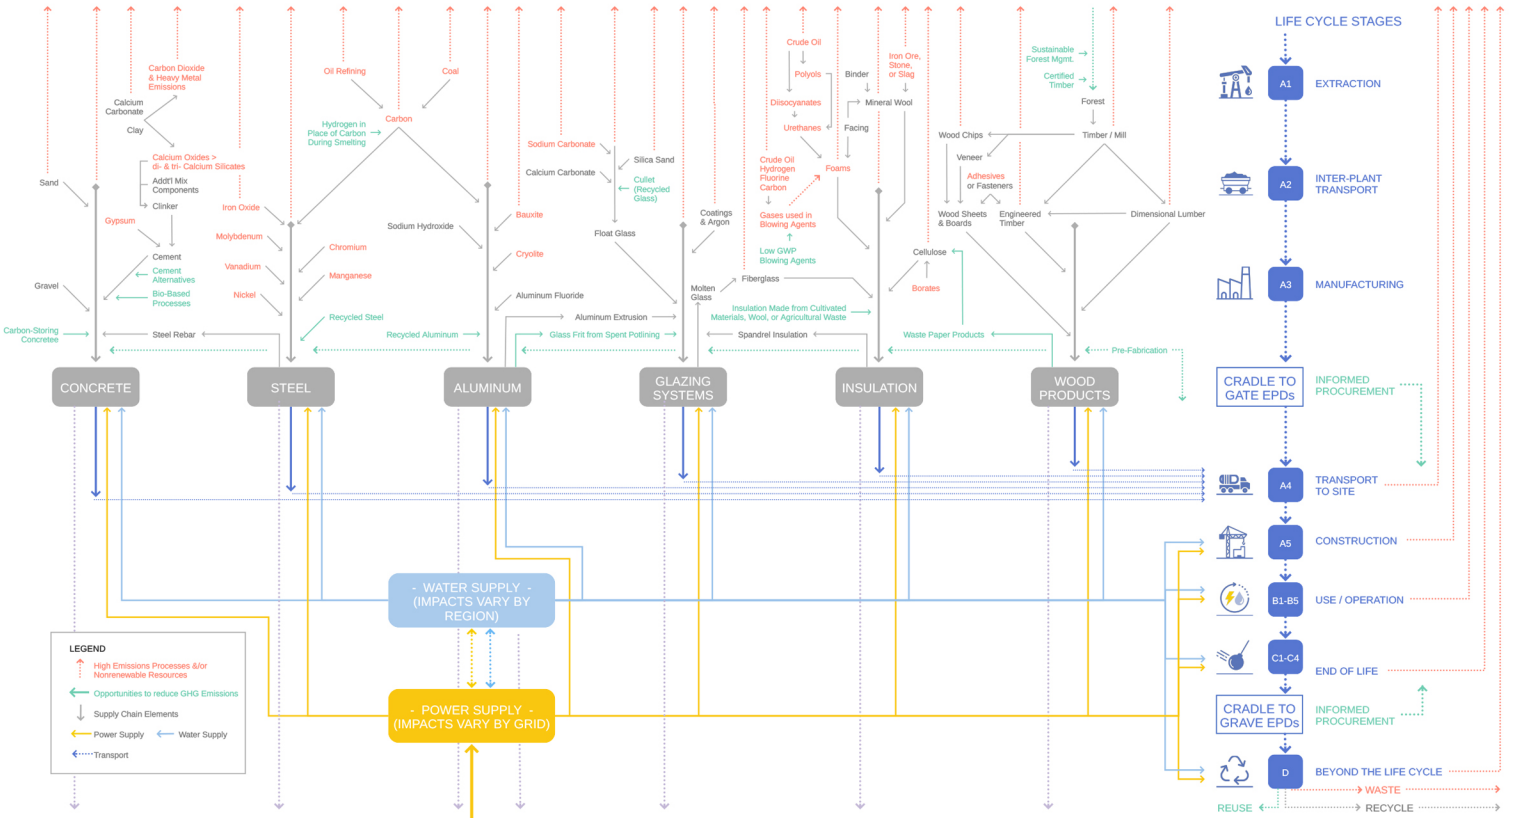 LIFE CYCLE STAGES
Carbon Dioxide
& Heavy Metal
Emissions
Calcium
Carbonate
Clay
Calcium Oxides >
di- & tri- Calcium Silicates
Sand
Add'l Mix
Components
Clinker
Gypsum
Cement
Cement
Alternatives
Gravel
Bio-Based
Processes
Carbon-Storing
Concretee
Steel Rebar
Oil Refining
Coal
Carbon
Hydrogen in
Place of Carbon
During Smelting
Iron Oxide
Molybdenum
Chromium
Vanadium
Manganese
Nickel
Recycled Steel
Sodium Hydroxide
Bauxite
Cryolite
Aluminum Fluoride
Recycled Aluminum
Aluminum Extrusion
Glass Frit from Spent Potlining
Sodium Carbonate
Silica Sand
Calcium Carbonate
Cullet
(Recycled
Glass)
Float Glass
Coatings
& Argon
Molten
Glass
Fiberglass
Spandrel Insulation
Crude Oil
Polyols
Diisocyanates
Urethanes
Binder
Iron Ore,
Stone,
or Slag
Mineral Wool
Facing
Foams
Crude Oil
Hydrogen
Fluorine
Carbon
Gases used in
Blowing Agents
Low GWP
Blowing Agents
Insulation Made from Cultivated
Materials, Wool, or Agricultural Waste
Cellulose
Borates
Waste Paper Products
Sustainable
Forest Mgmt.
Certified
Timber
Forest
Timber / Mill
Wood Chips
Veneer
Adhesives
or Fasteners
Wood Sheets
& Boards
Engineered
Timber
Dimensional Lumber
Pre-Fabrication
CONCRETE
STEEL
ALUMINUM
GLAZING
SYSTEMS
INSULATION
WOOD
PRODUCTS
A1
EXTRACTION
A2
INTER-PLANT
TRANSPORT
A3
MANUFACTURING
CRADLE TO
GATE EPDs
INFORMED
PROCUREMENT
A4
TRANSPORT
TO SITE
A5
CONSTRUCTION
B1-B5
USE / OPERATION
C1-C4
END OF LIFE
CRADLE TO
GRAVE EPDs
INFORMED
PROCUREMENT
D
BEYOND THE LIFE CYCLE
WASTE
REUSE
RECYCLE
- WATER SUPPLY -
(IMPACTS VARY BY
REGION)
- POWER SUPPLY -
(IMPACTS VARY BY GRID)
LEGEND
High Emissions Processes &/or
Nonrenewable Resources
Opportunities to reduce GHG Emissions
Supply Chain Elements
Power Supply
Water Supply
Transport